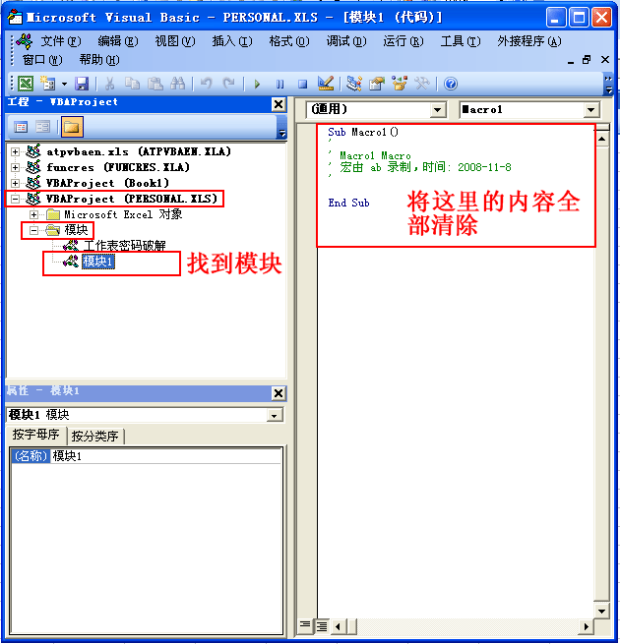 Microsoft Visual Basic - PERSONAL.XLS - [模块1 (代码)]
文件(F) 编辑(E) 视图(V) 插入(I) 格式(O) 调试(D) 运行(R) 工具(T) 外接程序(A)
窗口(W) 帮助(H)
工程 - VBAProject
atpvbaen.xls (ATPVBAEN.XLA)
funcres (FUNCRES.XLA)
VBAProject (Book1)
VBAProject (PERSONAL.XLS)
Microsoft Excel 对象
模块
工作表密码破解
模块1
找到模块
属性 - 模块1
模块1 模块
按字母序 按分类序
(名称) 模块1
(通用) Macro1
Sub Macro1()
'
' Macro1 Macro
' 宏由 ab 录制，时间: 2008-11-8
'
End Sub
将这里的内容全
部清除